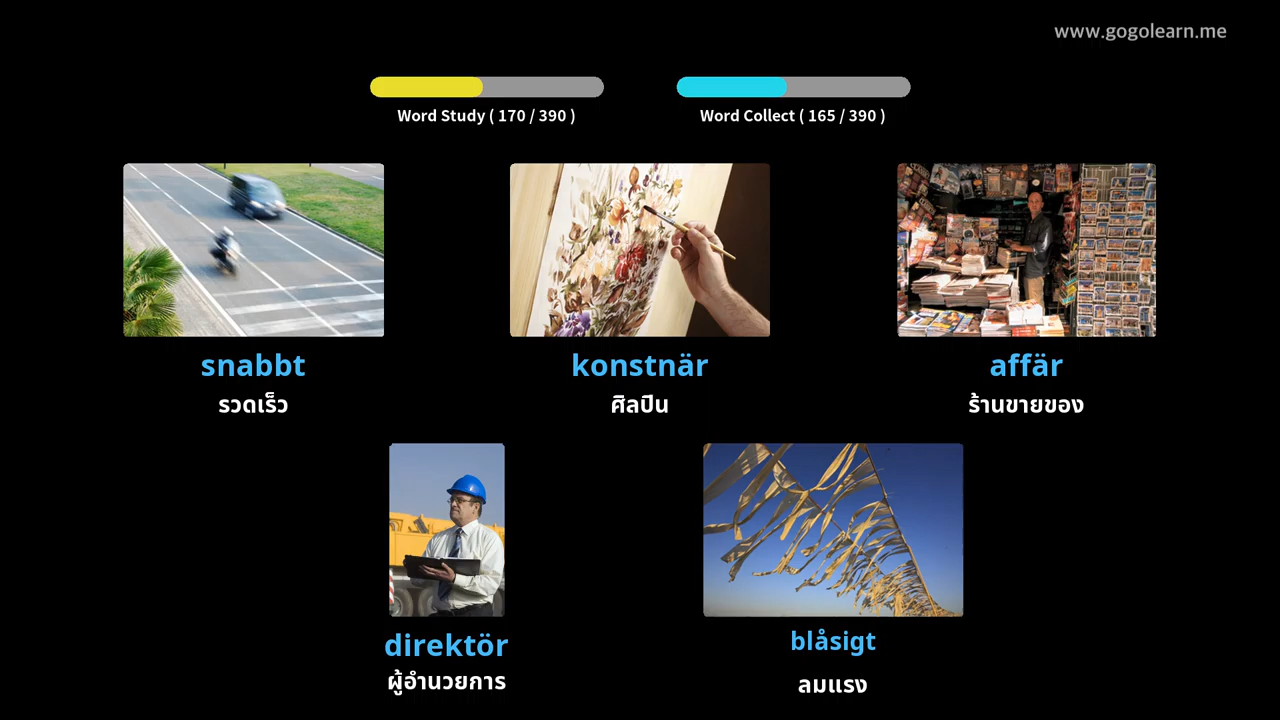 www.gogolearn.me
Word Study ( 170 / 390 )
Word Collect ( 165 / 390 )
snabbt
รวดเร็ว
konstnär
ศิลปิน
affär
ร้านขายของ
direktör
ผู้อำนวยการ
blåsigt
ลมแรง